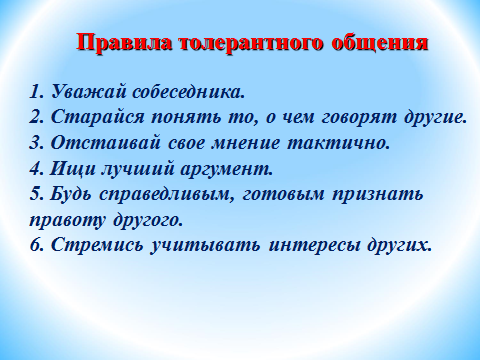 Правила толерантного общения
1. Уважай собеседника.
2. Старайся понять то, о чем говорят другие.
3. Отстаивай свое мнение тактично.
4. Ищи лучший аргумент.
5. Будь справедливым, готовым признать
правоту другого.
6. Стремись учитывать интересы других.